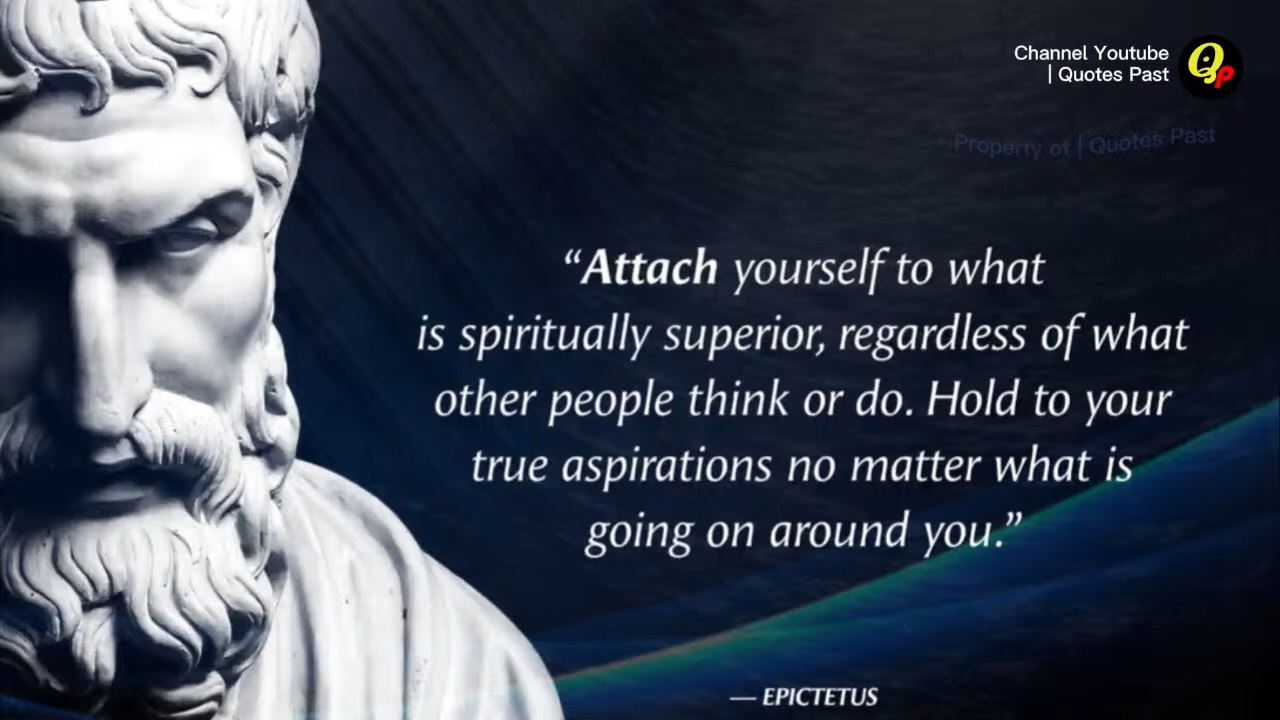 Channel Youtube
| Quotes Past
Qp
Property of | Quotes Past
“Attach yourself to what
is spiritually superior, regardless of what
other people think or do. Hold to your
true aspirations no matter what is
going on around you.”
— EPICTETUS